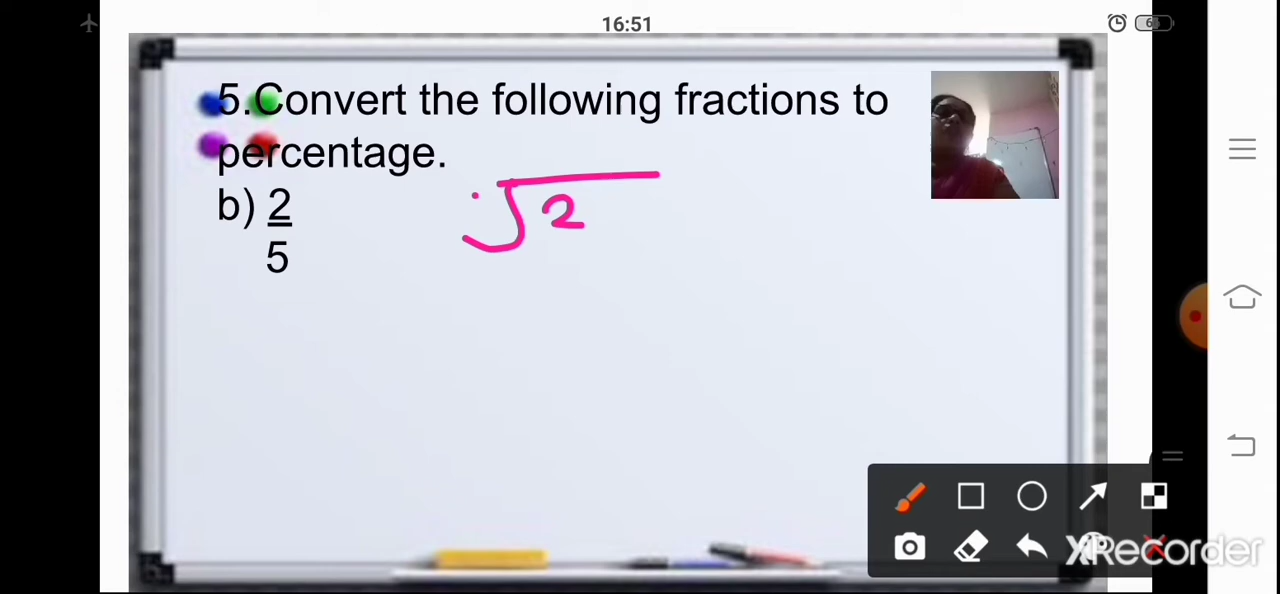 16:51
5.Convert the following fractions to
percentage.
b) 2
5
2
XRecorder